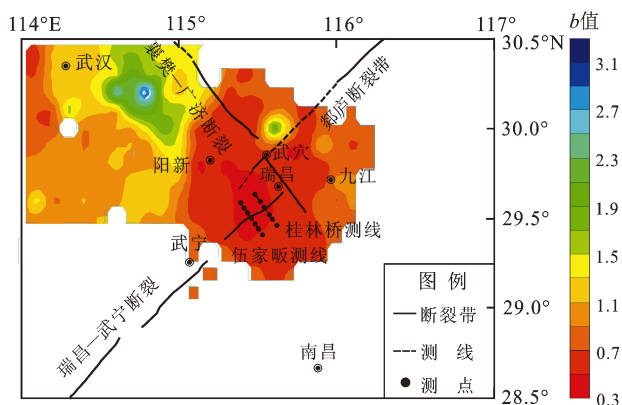 114°E
115°
116°
117°
b值
30.5°N
30.0°
29.5°
29.0°
28.5°
3.1
2.7
2.3
1.9
1.5
1.1
0.7
0.3
武汉
襄樊—广济断裂
郯庐断裂带
阳新
武穴
瑞昌
九江
桂林桥测线
伍家畈测线
武宁
瑞昌—武宁断裂
南昌
图 例
断裂带
测 线
测 点